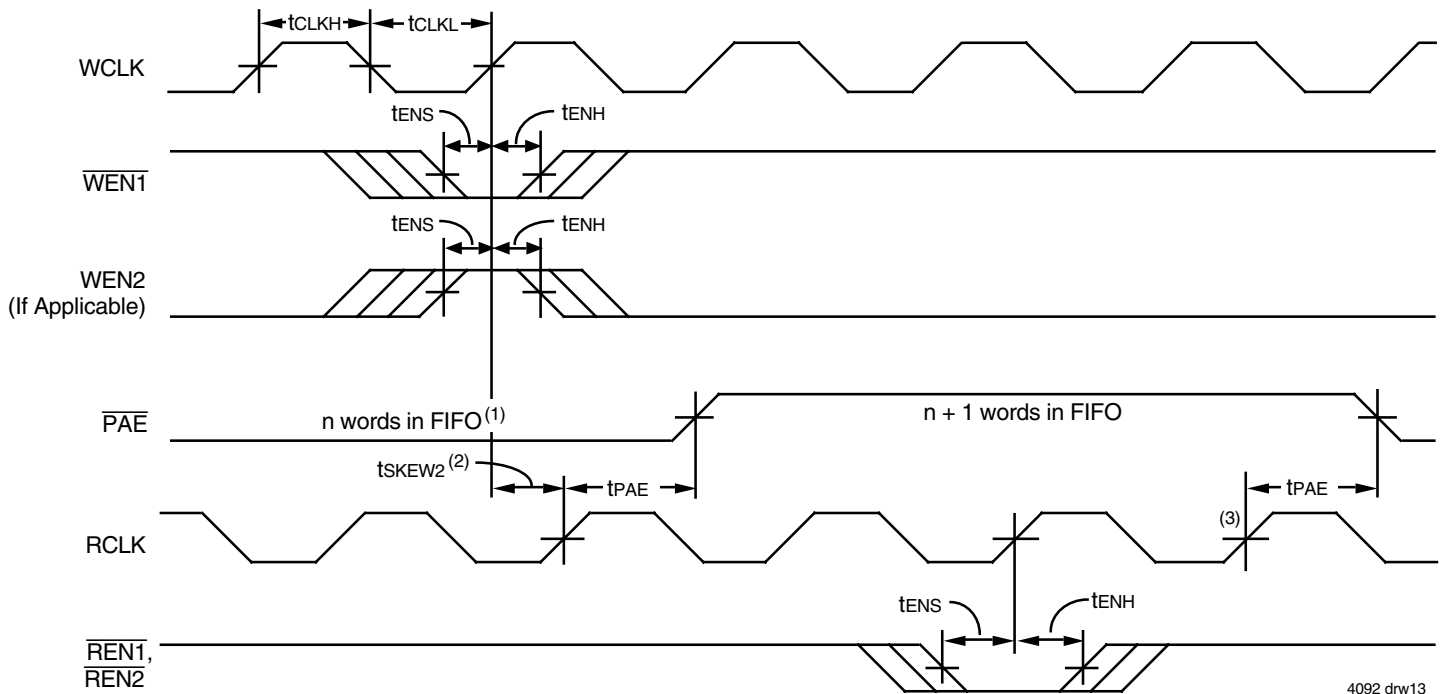 tCLKH tCLKL
WCLK
tENS tENH
WEN1
tENS tENH
WEN2
(If Applicable)
PAE
n words in FIFO(1)
n + 1 words in FIFO
tSKEW2(2)
tPAE
tPAE
RCLK
(3)
tENS tENH
REN1,
REN2
4092 drw13